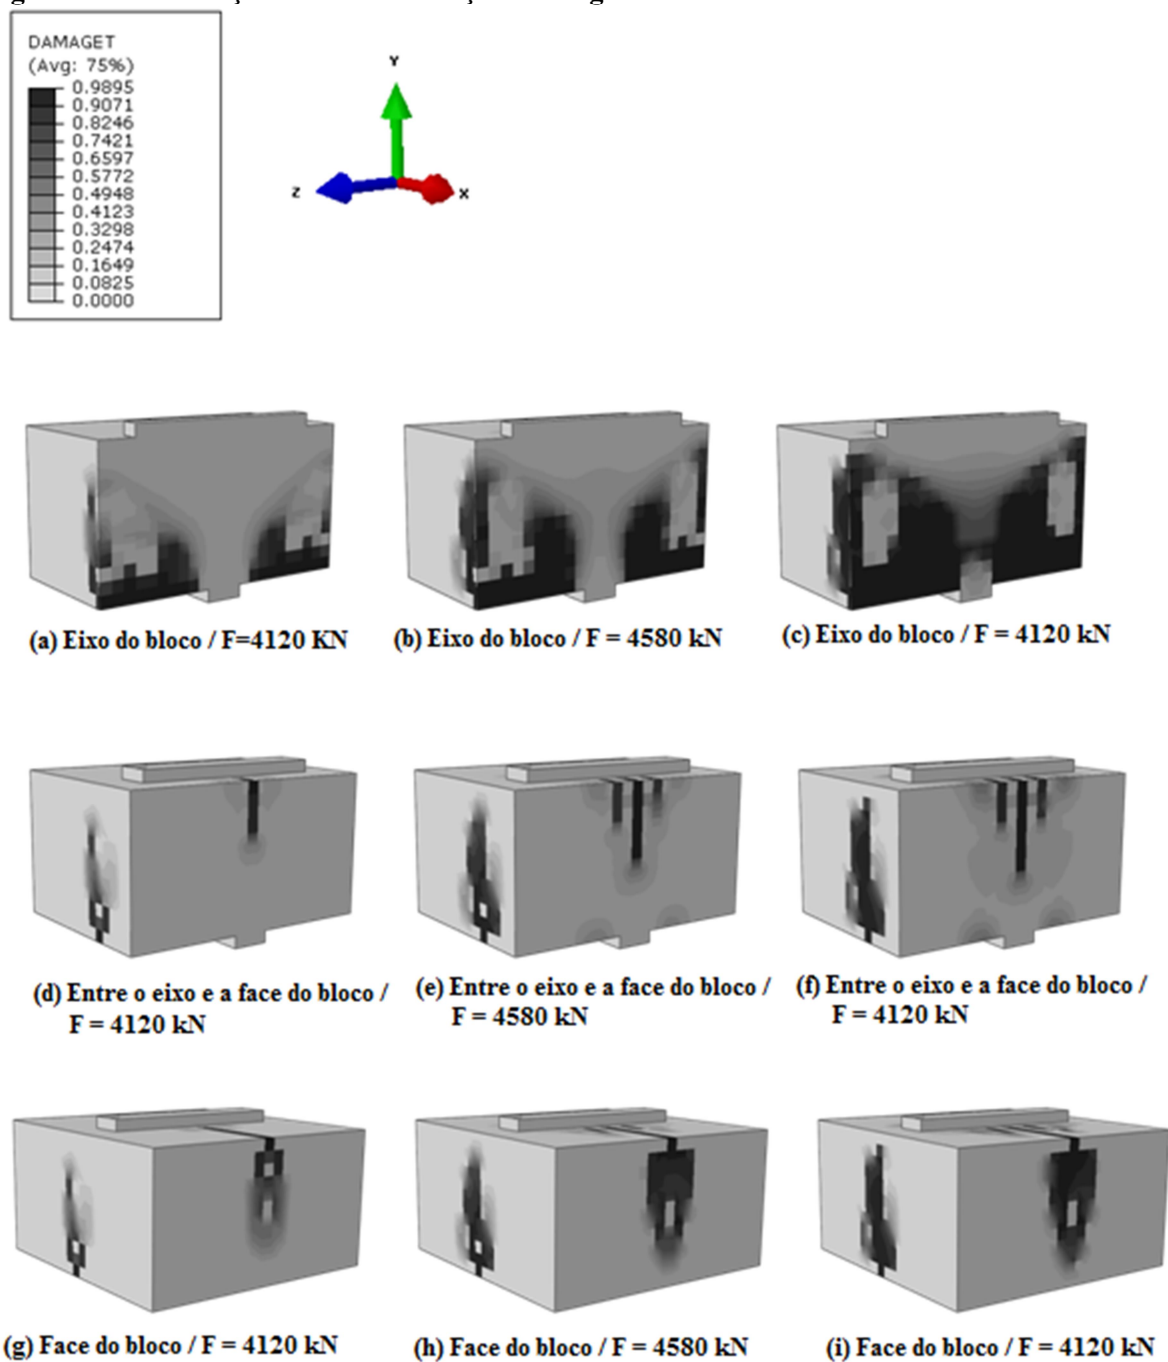 DAMAGET
(Avg: 75%)
0.9895
0.9071
0.8246
0.7421
0.6597
0.5772
0.4948
0.4123
0.3298
0.2474
0.1649
0.0825
0.0000
Y
Z
X
(a) Eixo do bloco / F=4120 KN
(b) Eixo do bloco / F = 4580 kN
(c) Eixo do bloco / F = 4120 kN
(d) Entre o eixo e a face do bloco /
F = 4120 kN
(e) Entre o eixo e a face do bloco /
F = 4580 kN
(f) Entre o eixo e a face do bloco /
F = 4120 kN
(g) Face do bloco / F = 4120 kN
(h) Face do bloco / F = 4580 kN
(i) Face do bloco / F = 4120 kN